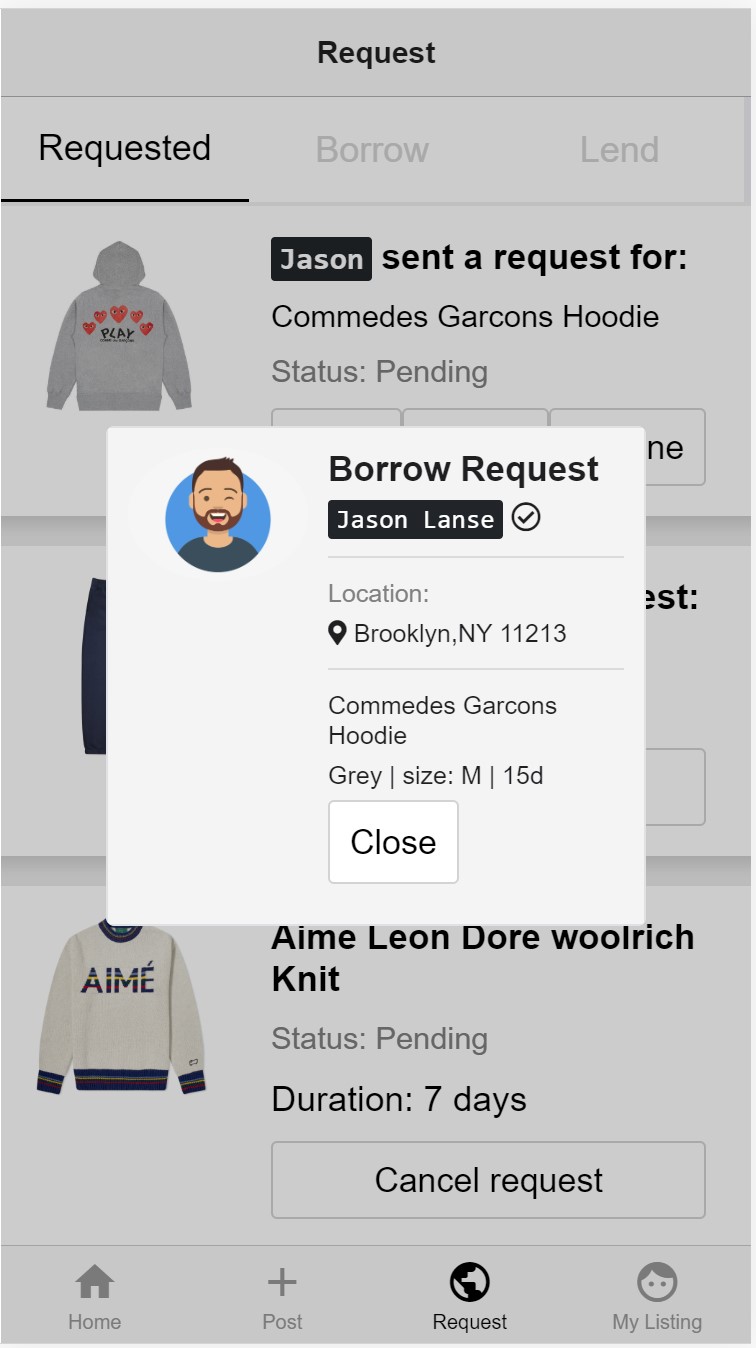 Request
Requested Borrow Lend
Jason sent a request for:
PLAY
Commedes Garcons Hoodie
Status: Pending
ne
Borrow Request
Jason Lanse
est:
Location:
Brooklyn,NY 11213
Commedes Garcons
Hoodie
Grey | size: M | 15d
Close
Aime Leon Dore woolrich
Knit
AIMÉ
Status: Pending
Duration: 7 days
Cancel request
Home Post Request My Listing